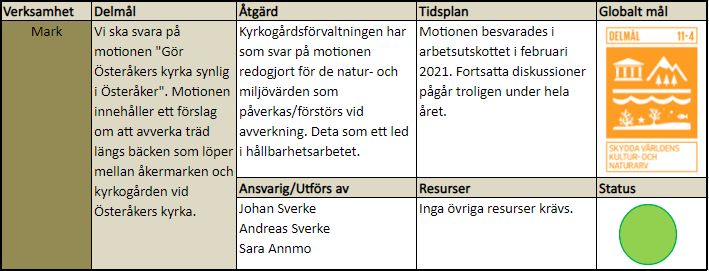 Verksamhet
Delmål
Åtgärd
Tidsplan
Globalt mål
Mark
Vi ska svara på
motionen "Gör
Österåkers kyrka synlig
i Österåker". Motionen
innehåller ett förslag
om att avverka träd
längs bäcken som löper
mellan åkermarken och
kyrkogården vid
Österåkers kyrka.
Kyrkogårdsförvaltningen har
som svar på motionen
redogjort för de natur- och
miljövärden som
påverkas/förstörs vid
avverkning. Deta som ett led
i hållbarhetsarbetet.
Motionen besvarades i
arbetsutskottet i februari
2021. Fortsatta diskussioner
pågår troligen under hela
året.
DELMÅL 11·4
SKYDDA VÄRLDENS
KULTUR- OCH
NATURARV
Ansvarig/Utförs av
Resurser
Status
Johan Sverke
Andreas Sverke
Sara Annmo
Inga övriga resurser krävs.